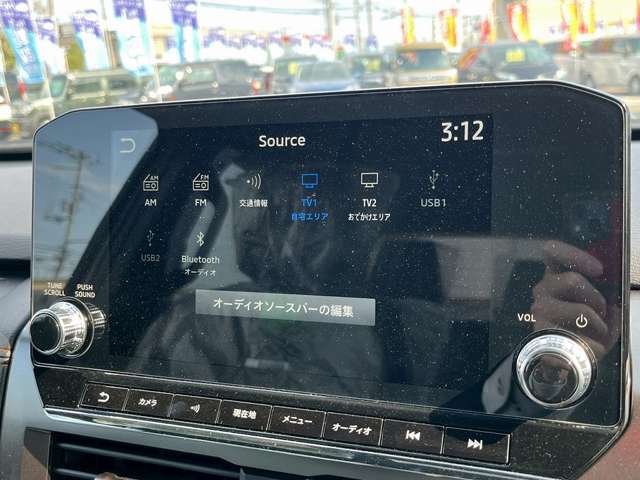 Source
3:12
AM
FM
交通情報
TV1
自宅エリア
TV2
おでかけエリア
USB1
USB2
Bluetooth
オーディオ
オーディオソースバーの編集
TUNE
SCROLL
PUSH
SOUND
VOL
カメラ
現在地
メニュー
オーディオ